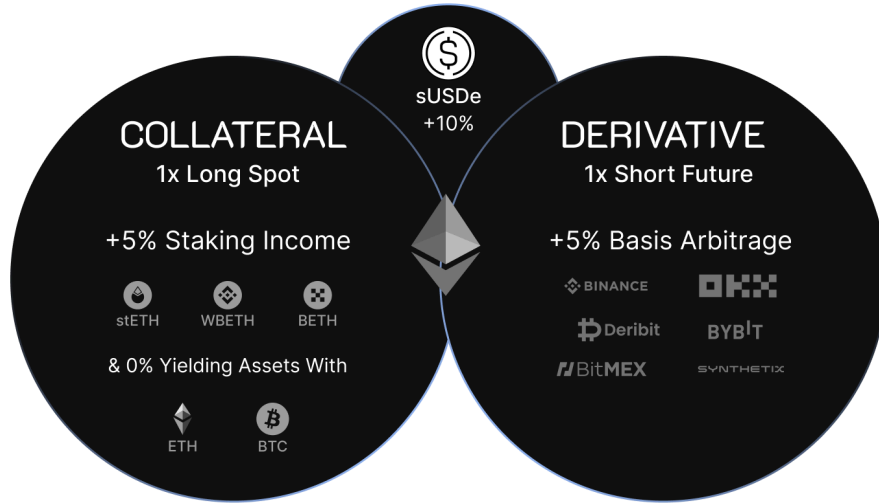 sUSDe
+10%
COLLATERAL
1x Long Spot
+5% Staking Income
stETH WBETH BETH
& 0% Yielding Assets With
ETH BTC
DERIVATIVE
1x Short Future
+5% Basis Arbitrage
BINANCE OKX
Deribit BYBIT
BitMEX SYNTHETIX